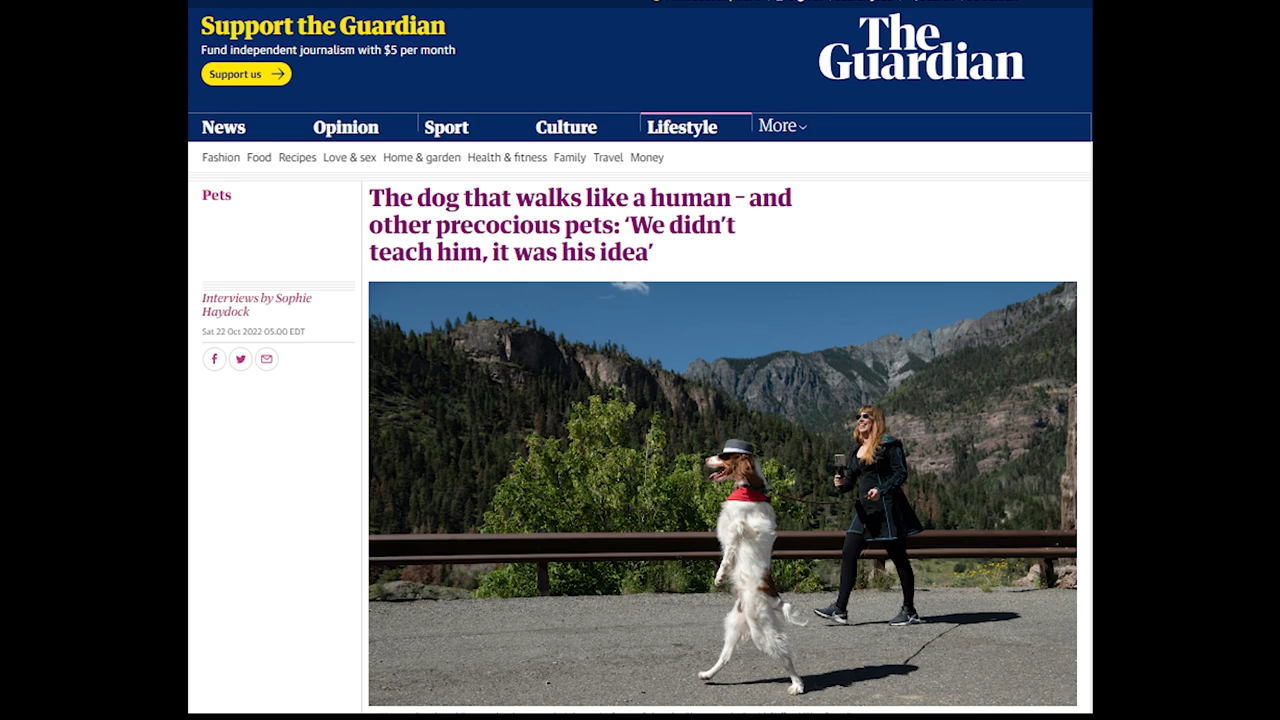 Support the Guardian
Fund independent journalism with $5 per month
Support us
The
Guardian
News Opinion Sport Culture Lifestyle More
Fashion Food Recipes Love & sex Home & garden Health & fitness Family Travel Money
Pets
The dog that walks like a human – and
other precocious pets: ‘We didn’t
teach him, it was his idea’
Interviews by Sophie
Haydock
Sat 22 Oct 2022 05.00 EDT